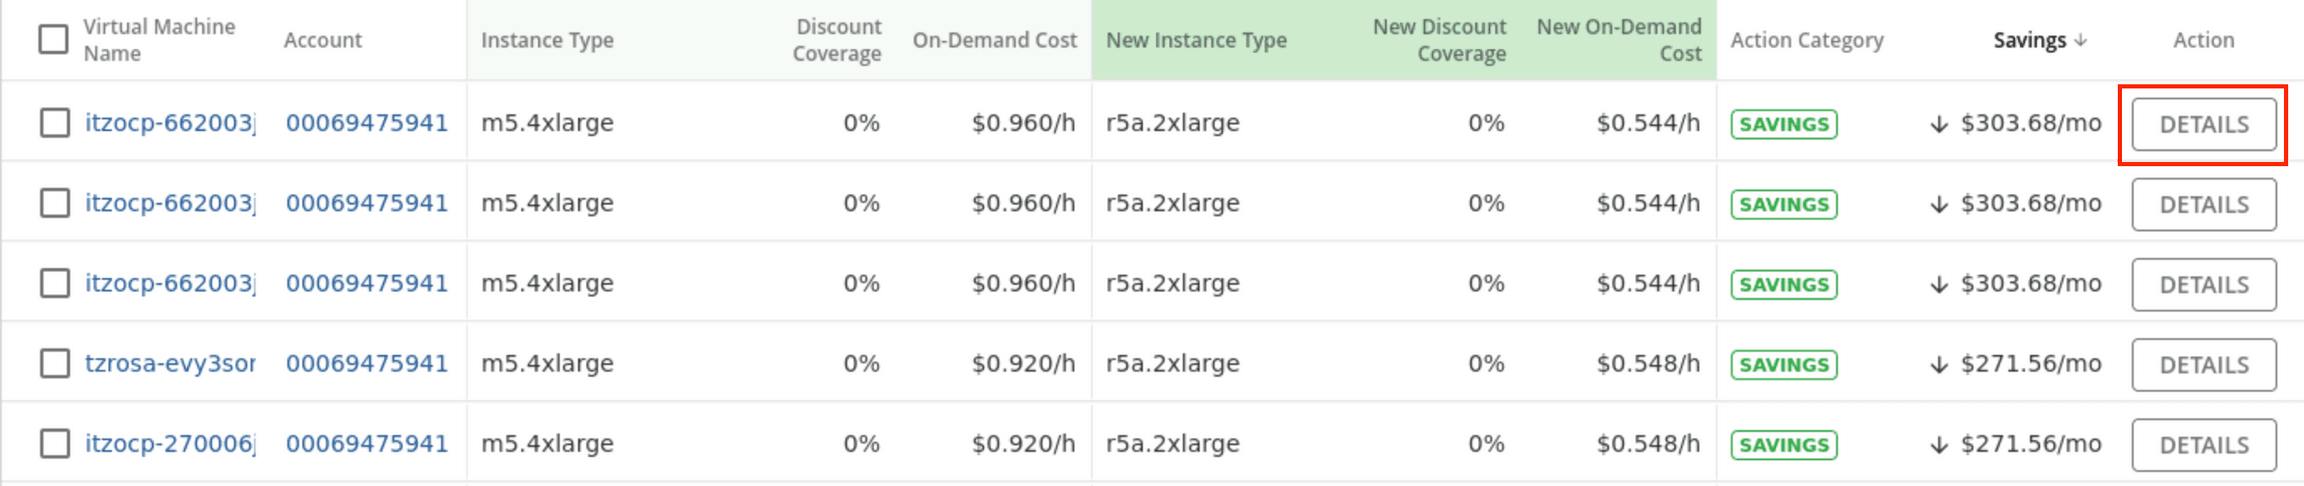 Virtual Machine Name Account Instance Type Discount Coverage On-Demand Cost New Instance Type New Discount Coverage New On-Demand Cost Action Category Savings ↓ Action
itzocp-662003j 00069475941 m5.4xlarge 0% $0.960/h r5a.2xlarge 0% $0.544/h SAVINGS ↓ $303.68/mo DETAILS
itzocp-662003j 00069475941 m5.4xlarge 0% $0.960/h r5a.2xlarge 0% $0.544/h SAVINGS ↓ $303.68/mo DETAILS
itzocp-662003j 00069475941 m5.4xlarge 0% $0.960/h r5a.2xlarge 0% $0.544/h SAVINGS ↓ $303.68/mo DETAILS
tzrosa-evy3sor 00069475941 m5.4xlarge 0% $0.920/h r5a.2xlarge 0% $0.548/h SAVINGS ↓ $271.56/mo DETAILS
itzocp-270006j 00069475941 m5.4xlarge 0% $0.920/h r5a.2xlarge 0% $0.548/h SAVINGS ↓ $271.56/mo DETAILS